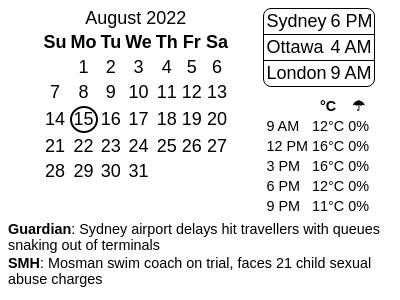 August 2022
Su Mo Tu We Th Fr Sa
1 2 3 4 5 6
7 8 9 10 11 12 13
14 15 16 17 18 19 20
21 22 23 24 25 26 27
28 29 30 31
Sydney 6 PM
Ottawa 4 AM
London 9 AM
°C ☂
9 AM 12°C 0%
12 PM 16°C 0%
3 PM 16°C 0%
6 PM 12°C 0%
9 PM 11°C 0%
Guardian: Sydney airport delays hit travellers with queues
snaking out of terminals
SMH: Mosman swim coach on trial, faces 21 child sexual
abuse charges